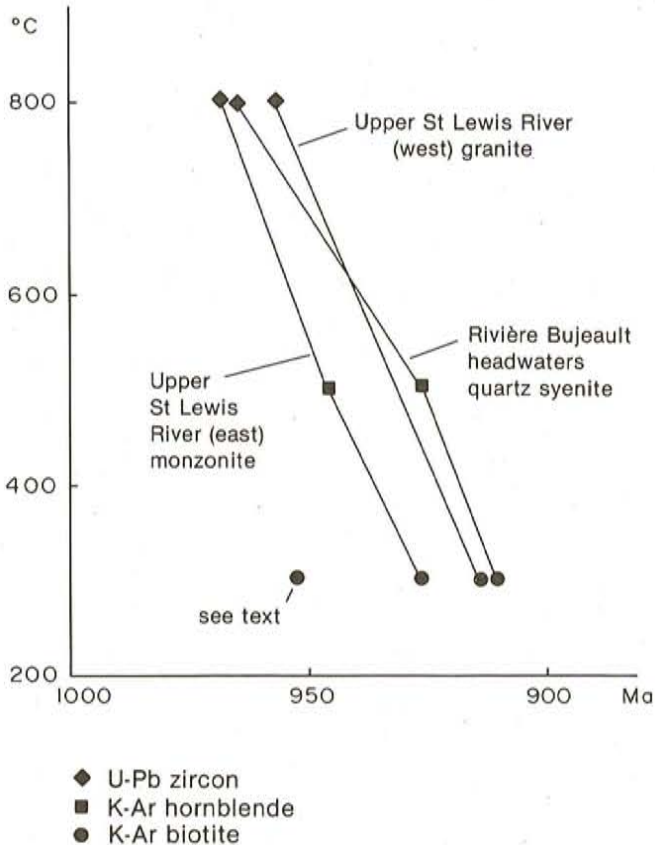 °C
800
600
400
200
1000
950
900
Ma
Upper St Lewis River
(west) granite
Rivière Bujeault
headwaters
quartz syenite
Upper
St Lewis
River (east)
monzonite
see text
U-Pb zircon
K-Ar hornblende
K-Ar biotite